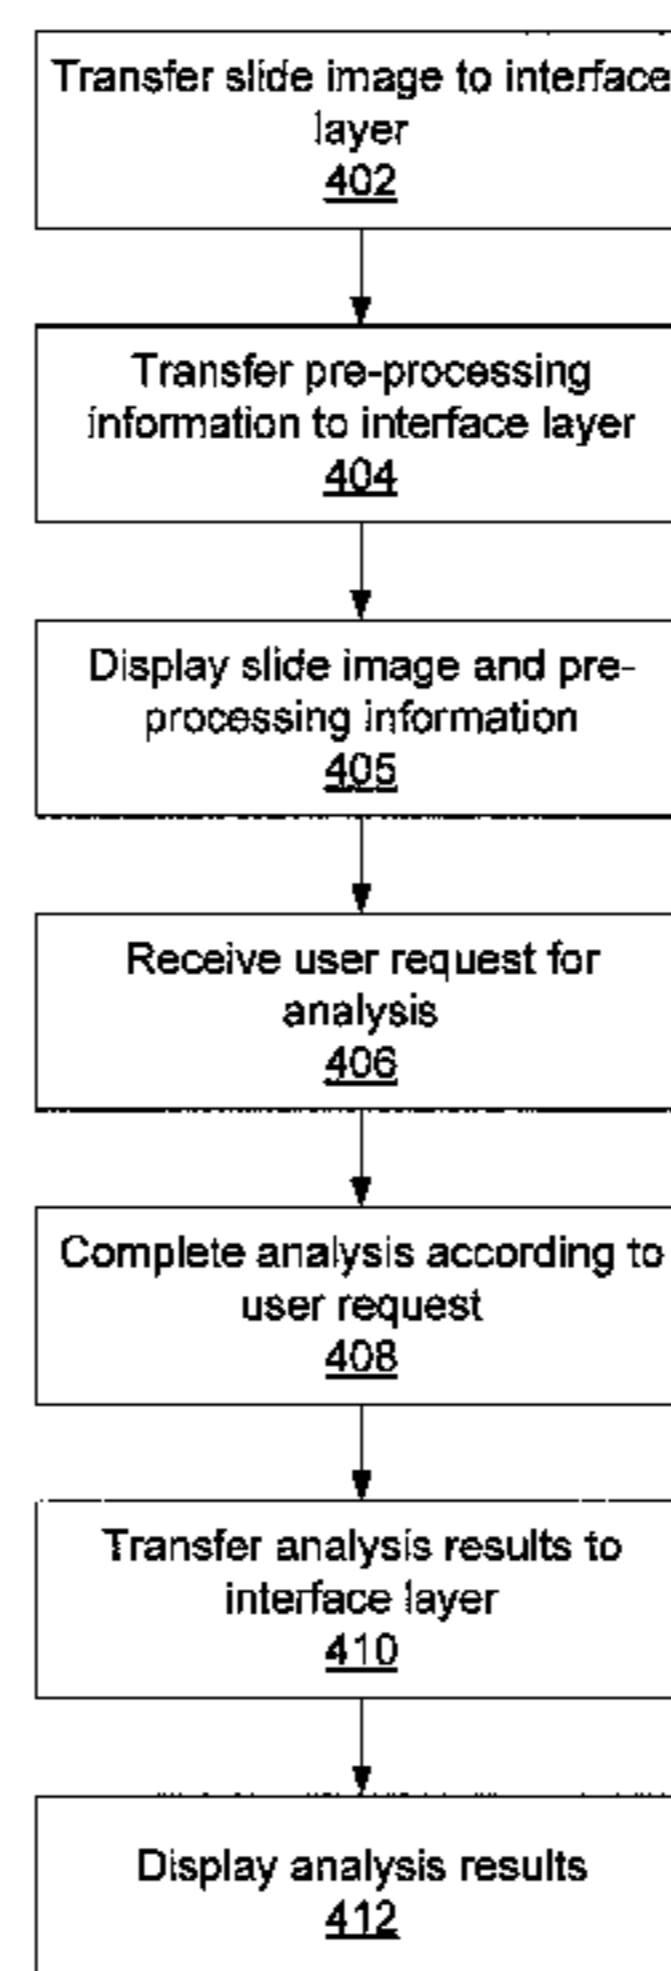 Transfer slide image to interface
layer
402
Transfer pre-processing
information to interface layer
404
Display slide image and pre-
processing information
405
Receive user request for
analysis
406
Complete analysis according to
user request
408
Transfer analysis results to
interface layer
410
Display analysis results
412